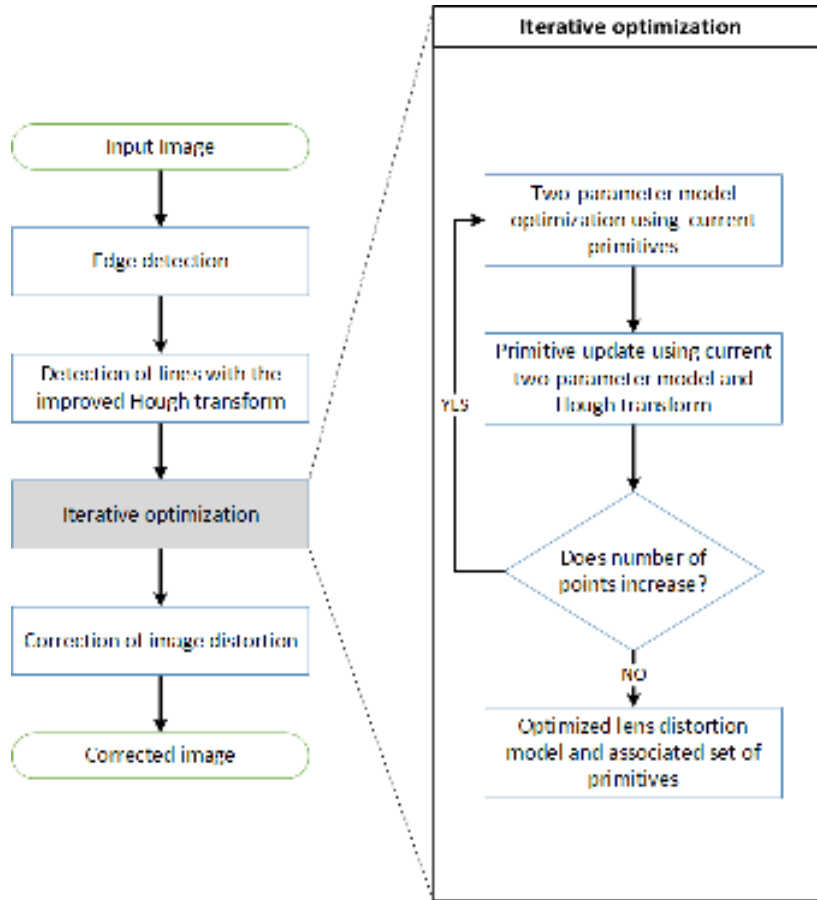 Input Image
Edge detection
Detection of lines with the
improved Hough transform
Iterative optimization
Correction of image distortion
Corrected image
Iterative optimization
Two-parameter model
optimization using current
primitives
Primitive update using current
two-parameter model and
Hough transform
YES
Does number of
points increase?
NO
Optimized lens distortion
model and associated set of
primitives